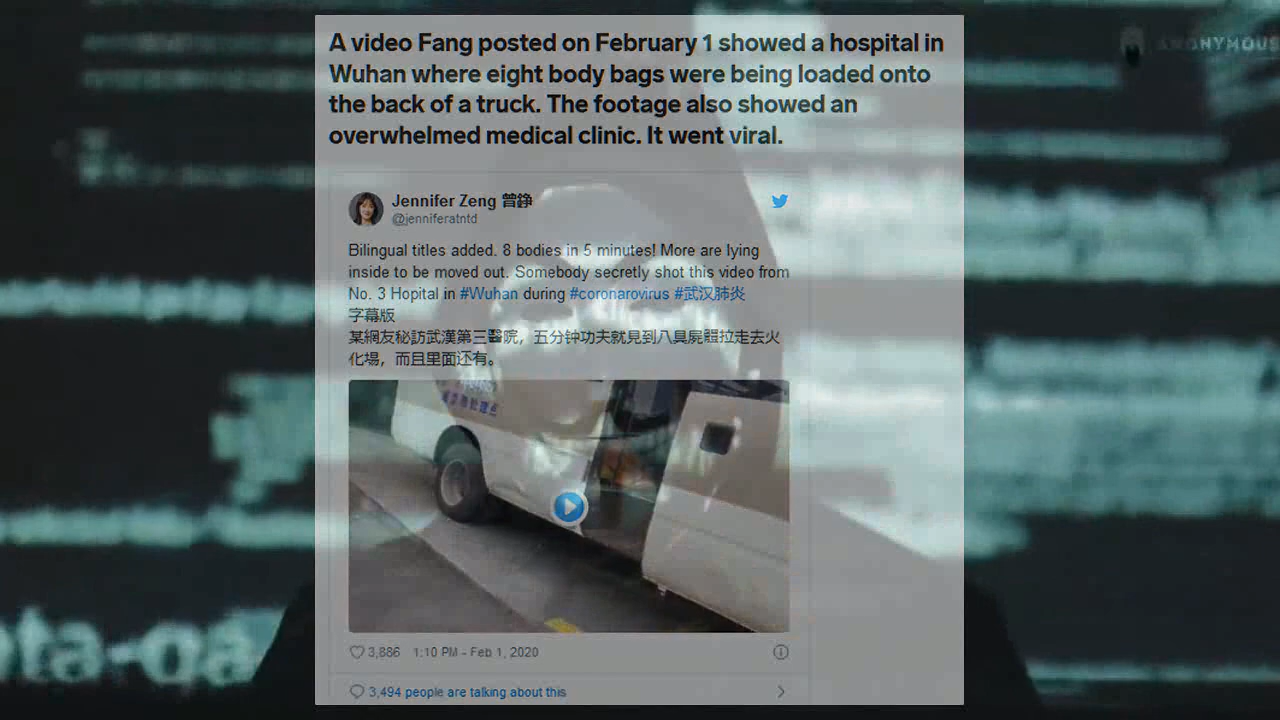 A video Fang posted on February 1 showed a hospital in
Wuhan where eight body bags were being loaded onto
the back of a truck. The footage also showed an
overwhelmed medical clinic. It went viral.
ANONYMOUS
Jennifer Zeng 曾錚
@jenniferatntd
Bilingual titles added. 8 bodies in 5 minutes! More are lying
inside to be moved out. Somebody secretly shot this video from
No. 3 Hopital in #Wuhan during #coronarovirus #武汉肺炎
字幕版
某網友秘訪武漢第三醫院，五分钟功夫就見到八具屍體拉走去火
化場，而且里面还有。
3,886 1:10 PM - Feb 1, 2020
3,494 people are talking about this